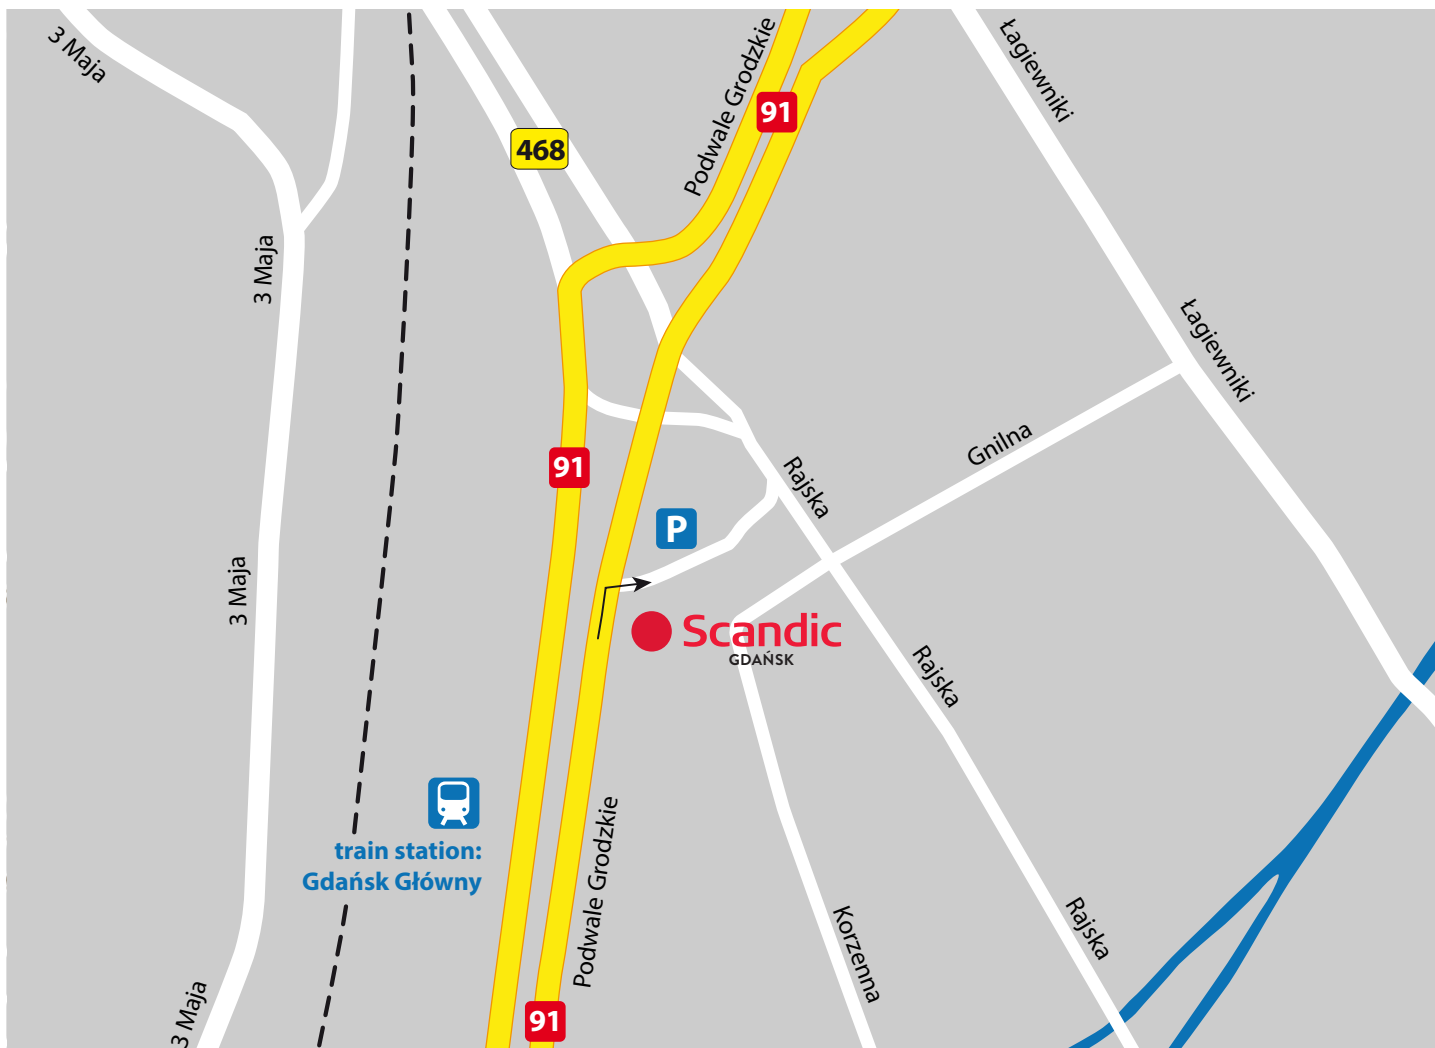 3 Maja
Podwale Grodzkie
Łagiewniki
91
468
3 Maja
Łagiewniki
Gnilna
91
Rajska
P
3 Maja
Scandic
GDAŃSK
Rajska
train station:
Gdańsk Główny
Podwale Grodzkie
Korzenna
Rajska
3 Maja
91